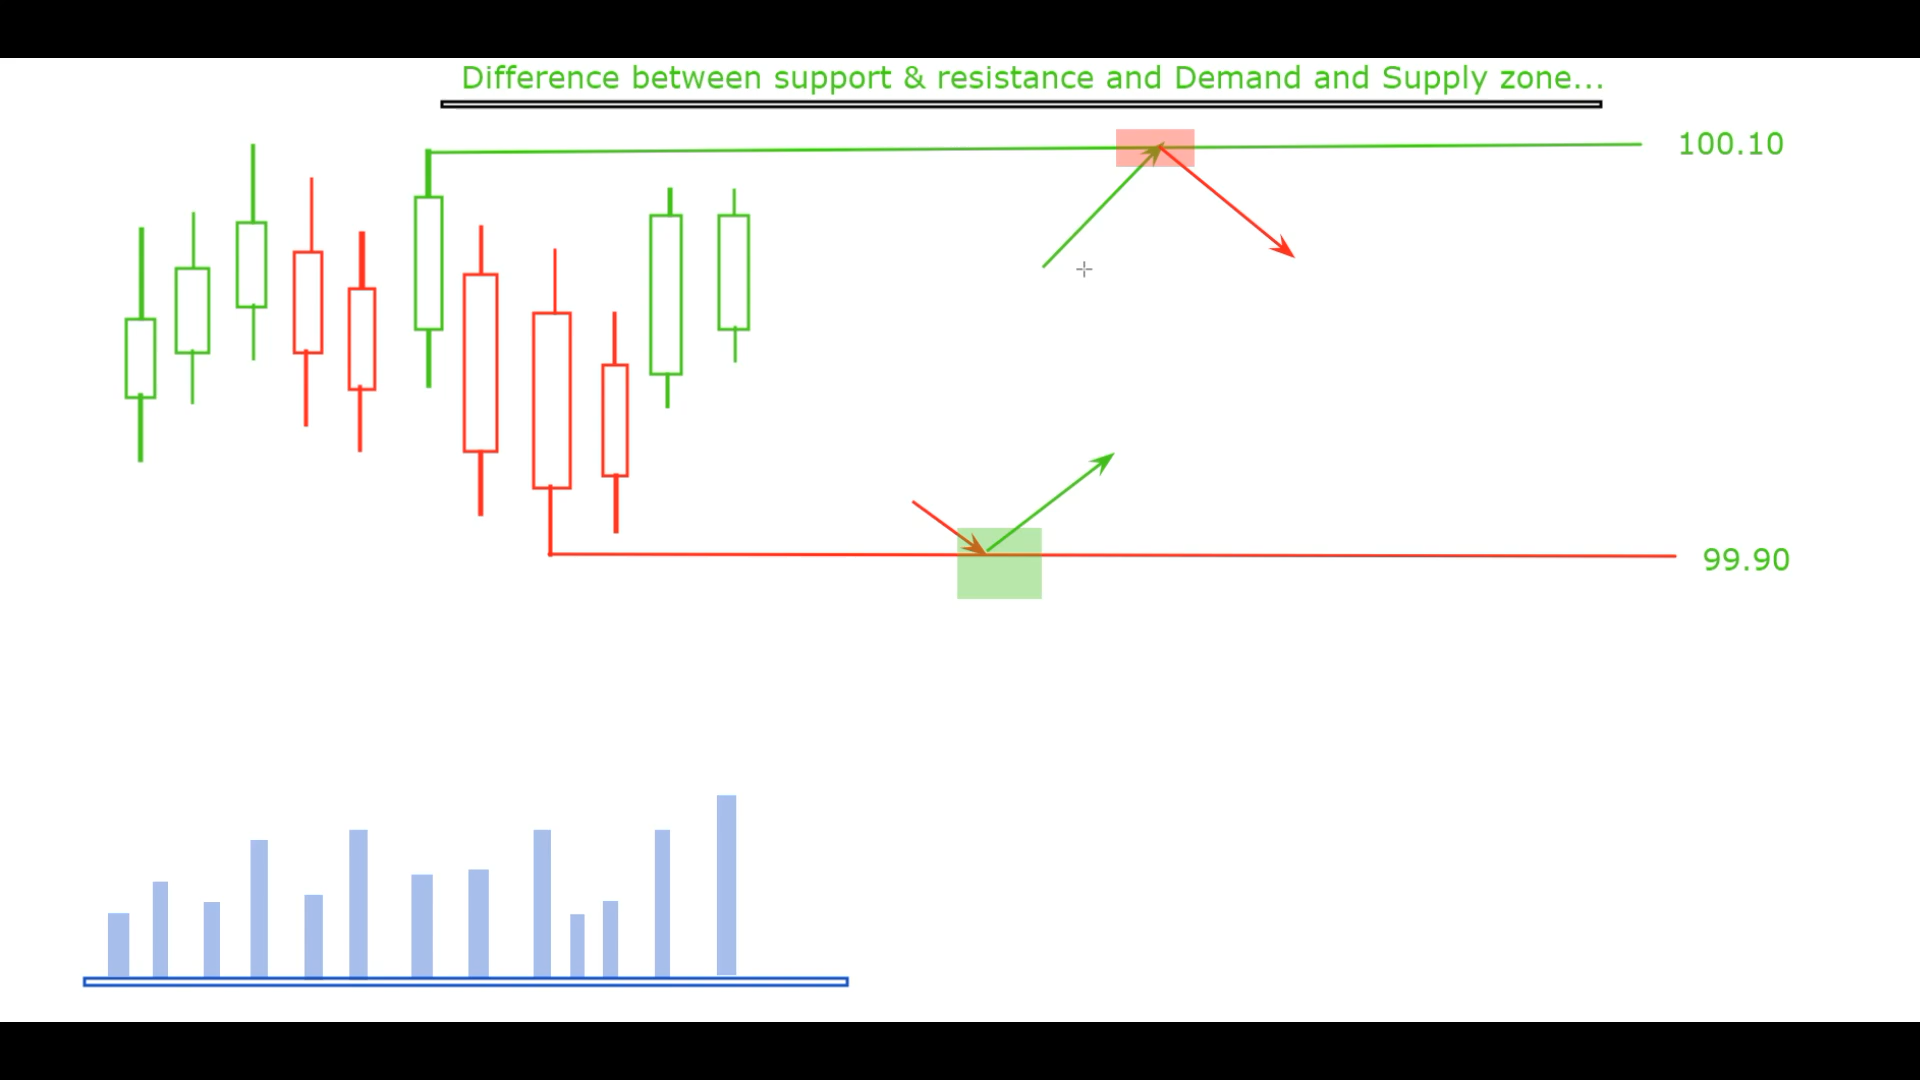 Difference between support & resistance and Demand and Supply zone...
100.10
99.90